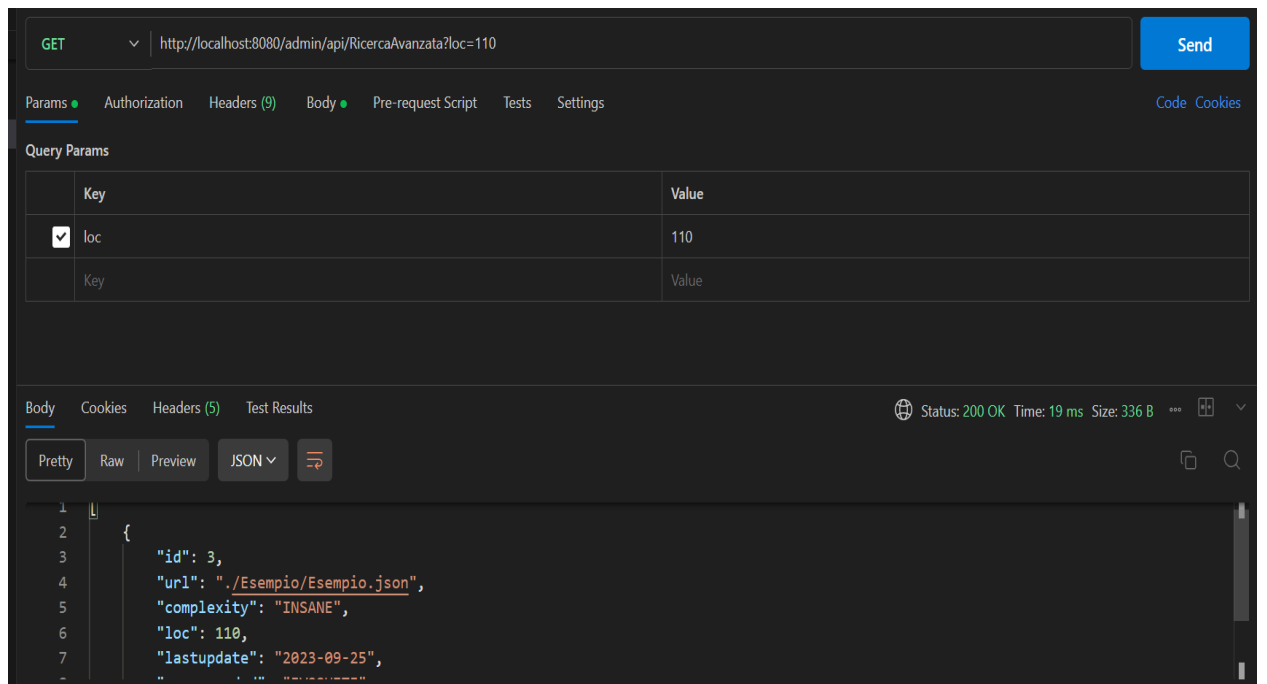 GET http://localhost:8080/admin/api/RicercaAvanzata?loc=110 Send
Params Authorization Headers (9) Body Pre-request Script Tests Settings Code Cookies
Query Params
Key Value
loc 110
Key Value
Body Cookies Headers (5) Test Results Status: 200 OK Time: 19 ms Size: 336 B
Pretty Raw Preview JSON
1 [
2 {
3 "id": 3,
4 "url": "./Esempio/Esempio.json",
5 "complexity": "INSANE",
6 "loc": 110,
7 "lastupdate": "2023-09-25",